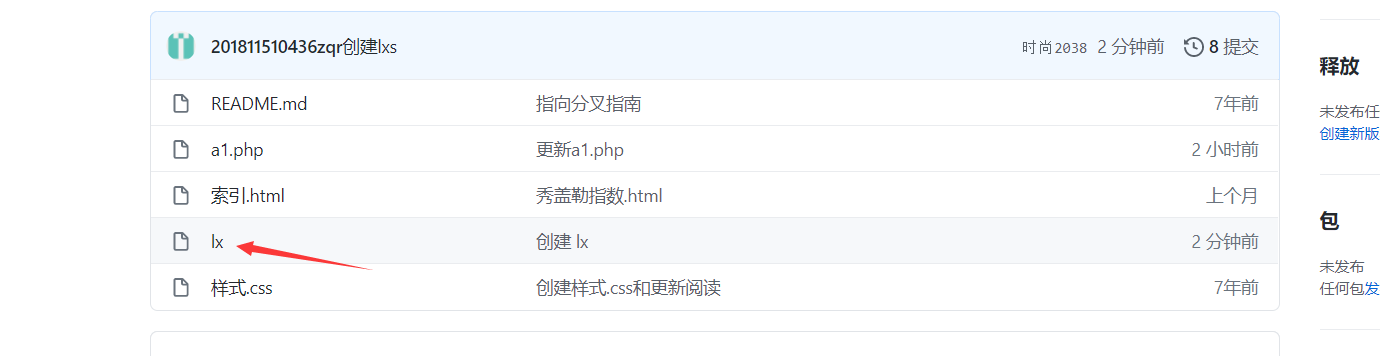 201811510436zqr创建lxs 时尚2038 2 分钟前 8 提交
README.md 指向分叉指南 7年前
a1.php 更新a1.php 2 小时前
索引.html 秀盖勒指数.html 上个月
lx 创建 lx 2 分钟前
样式.css 创建样式.css和更新阅读 7年前
释放
未发布任
创建新版
包
未发布
任何包发